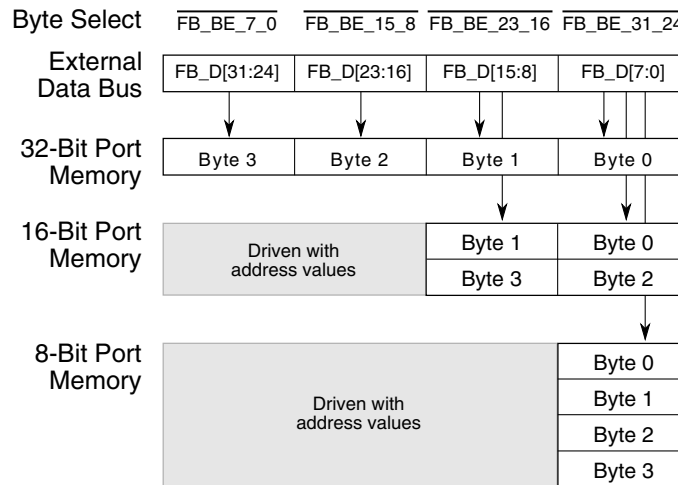 Byte Select FB_BE_7_0 FB_BE_15_8 FB_BE_23_16 FB_BE_31_24
External
Data Bus
FB_D[31:24] FB_D[23:16] FB_D[15:8] FB_D[7:0]
32-Bit Port
Memory
Byte 3 Byte 2 Byte 1 Byte 0
16-Bit Port
Memory
Driven with
address values
Byte 1 Byte 0
Byte 3 Byte 2
8-Bit Port
Memory
Driven with
address values
Byte 0
Byte 1
Byte 2
Byte 3